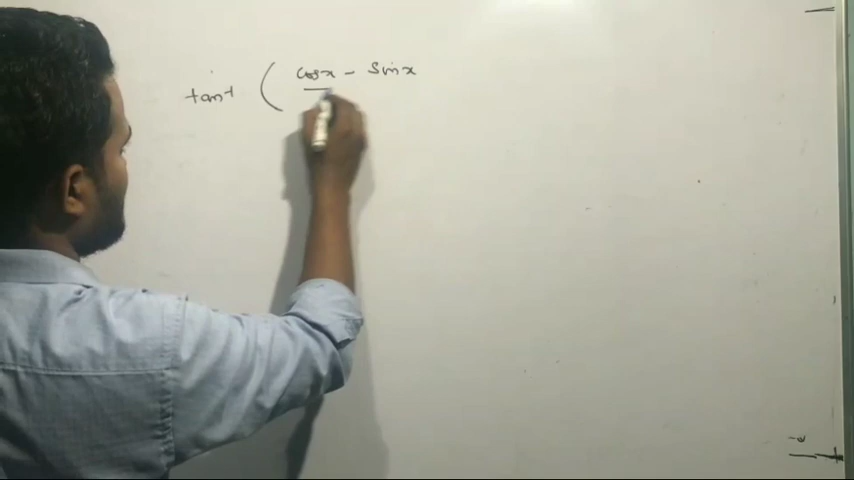 tan⁻¹ ( cosx - sinx